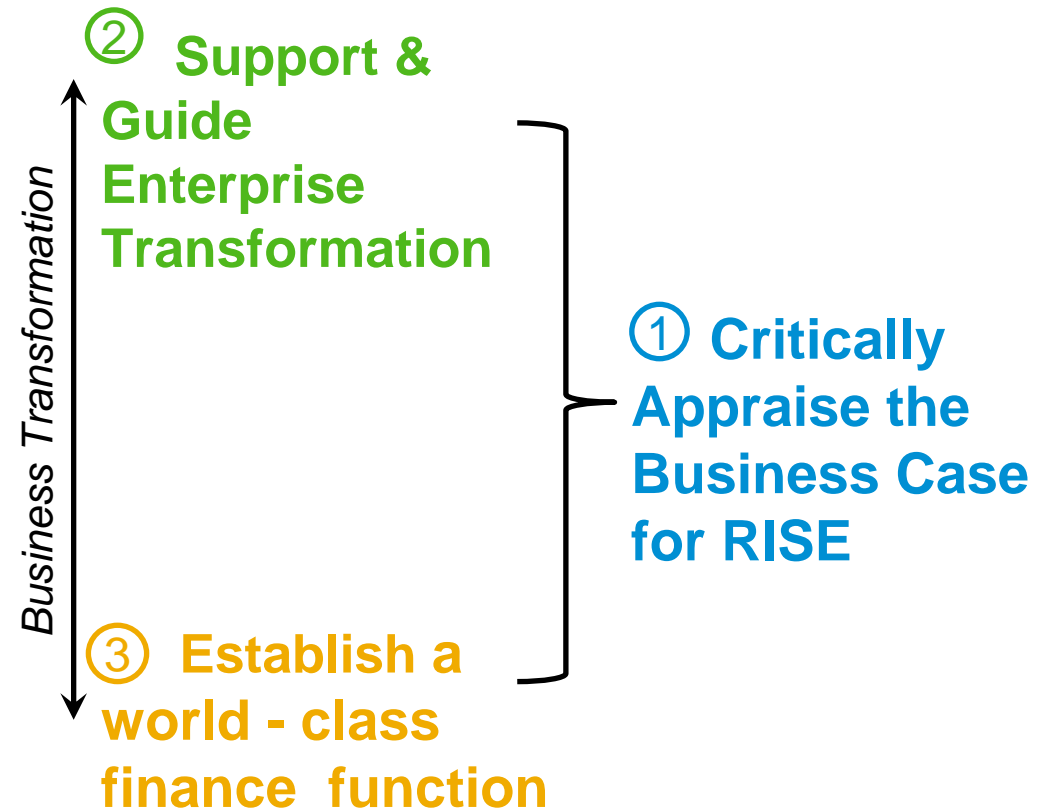 ② Support &
Guide
Enterprise
Transformation
Business Transformation
① Critically
Appraise the
Business Case
for RISE
③ Establish a
world - class
finance function